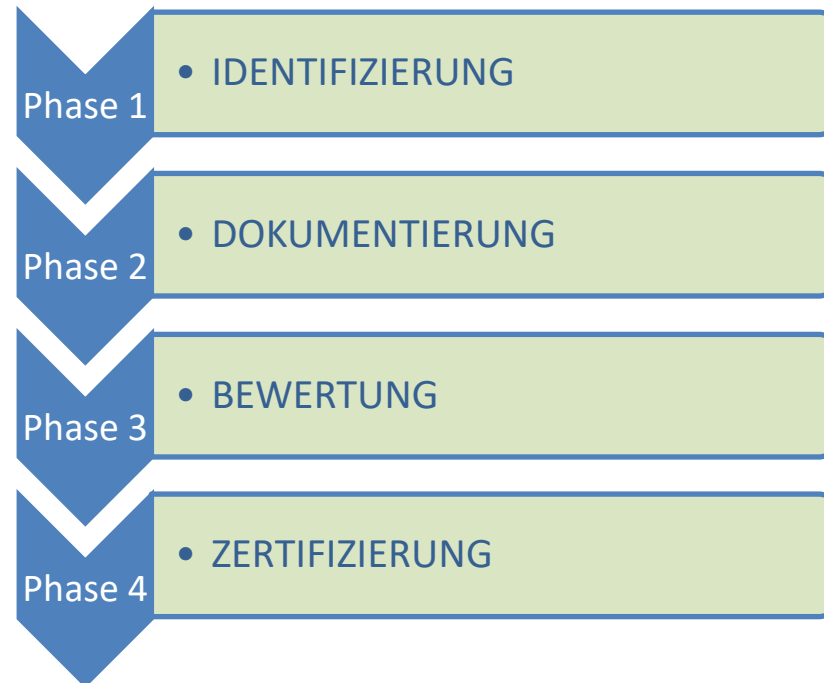 Phase 1
• IDENTIFIZIERUNG
Phase 2
• DOKUMENTIERUNG
Phase 3
• BEWERTUNG
Phase 4
• ZERTIFIZIERUNG